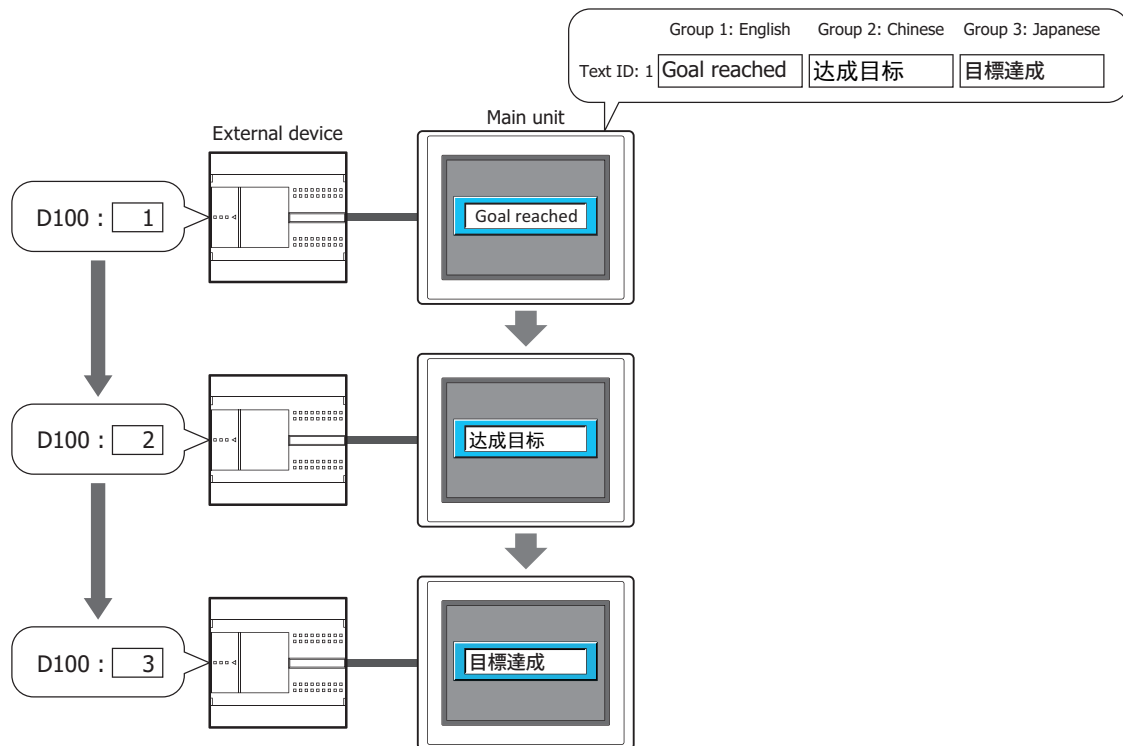 Group 1: English Group 2: Chinese Group 3: Japanese
Text ID: 1 Goal reached 达成目标 目標達成
Main unit
External device
D100 : 1
Goal reached
D100 : 2
达成目标
D100 : 3
目標達成